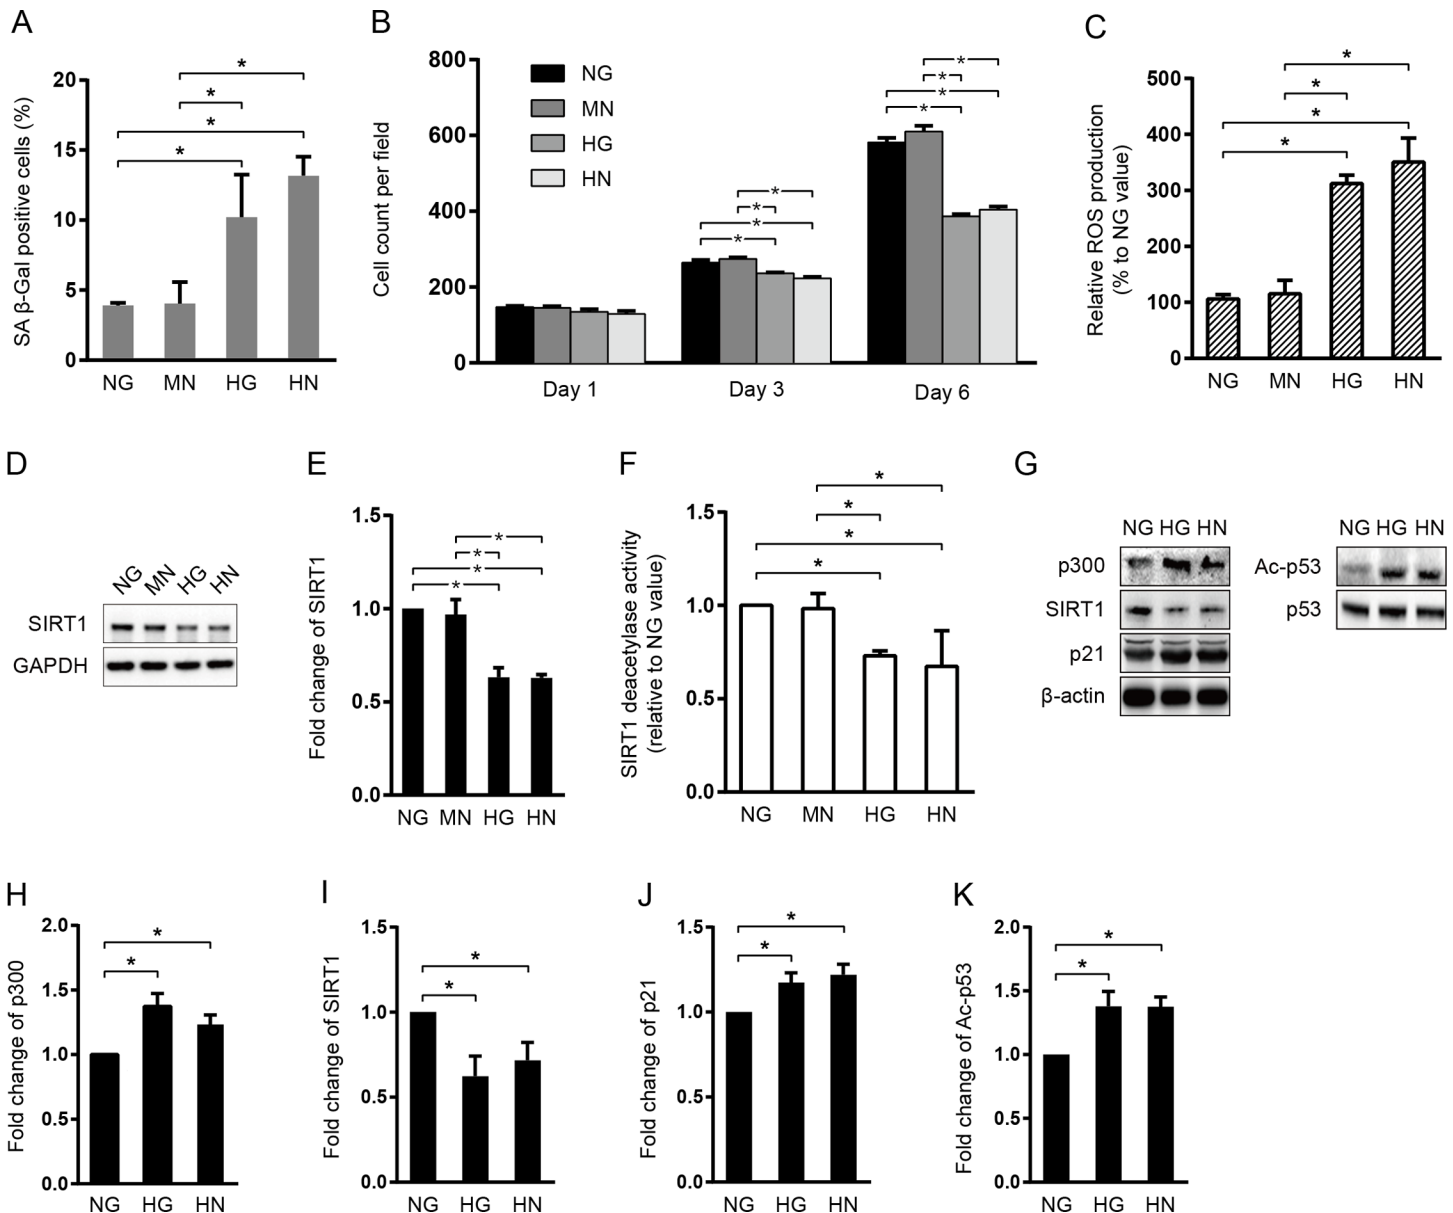 A
SA β-Gal positive cells (%)
20
15
10
5
0
* * * *
NG MN HG HN
B
Cell count per field
800
600
400
200
0
NG
MN
HG
HN
* * * *
* * * *
Day 1 Day 3 Day 6
C
Relative ROS production
(% to NG value)
500
400
300
200
100
0
* * * *
NG MN HG HN
D
NG MN HG HN
SIRT1
GAPDH
E
Fold change of SIRT1
1.5
1.0
0.5
0.0
* * * *
NG MN HG HN
F
SIRT1 deacetylase activity
(relative to NG value)
1.5
1.0
0.5
0.0
* * * *
NG MN HG HN
G
NG HG HN
p300
SIRT1
p21
β-actin
NG HG HN
Ac-p53
p53
H
Fold change of p300
2.0
1.5
1.0
0.5
0.0
* *
NG HG HN
I
Fold change of SIRT1
1.5
1.0
0.5
0.0
* *
NG HG HN
J
Fold change of p21
1.5
1.0
0.5
0.0
* *
NG HG HN
K
Fold change of Ac-p53
2.0
1.5
1.0
0.5
0.0
* *
NG HG HN